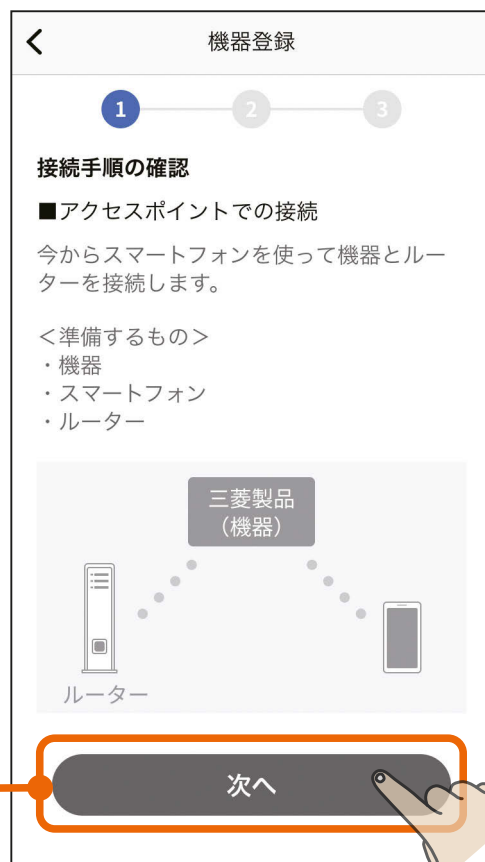 機器登録
1 2 3
接続手順の確認
■アクセスポイントでの接続
今からスマートフォンを使って機器とルー
ターを接続します。
＜準備するもの＞
・機器
・スマートフォン
・ルーター
三菱製品
（機器）
ルーター
次へ